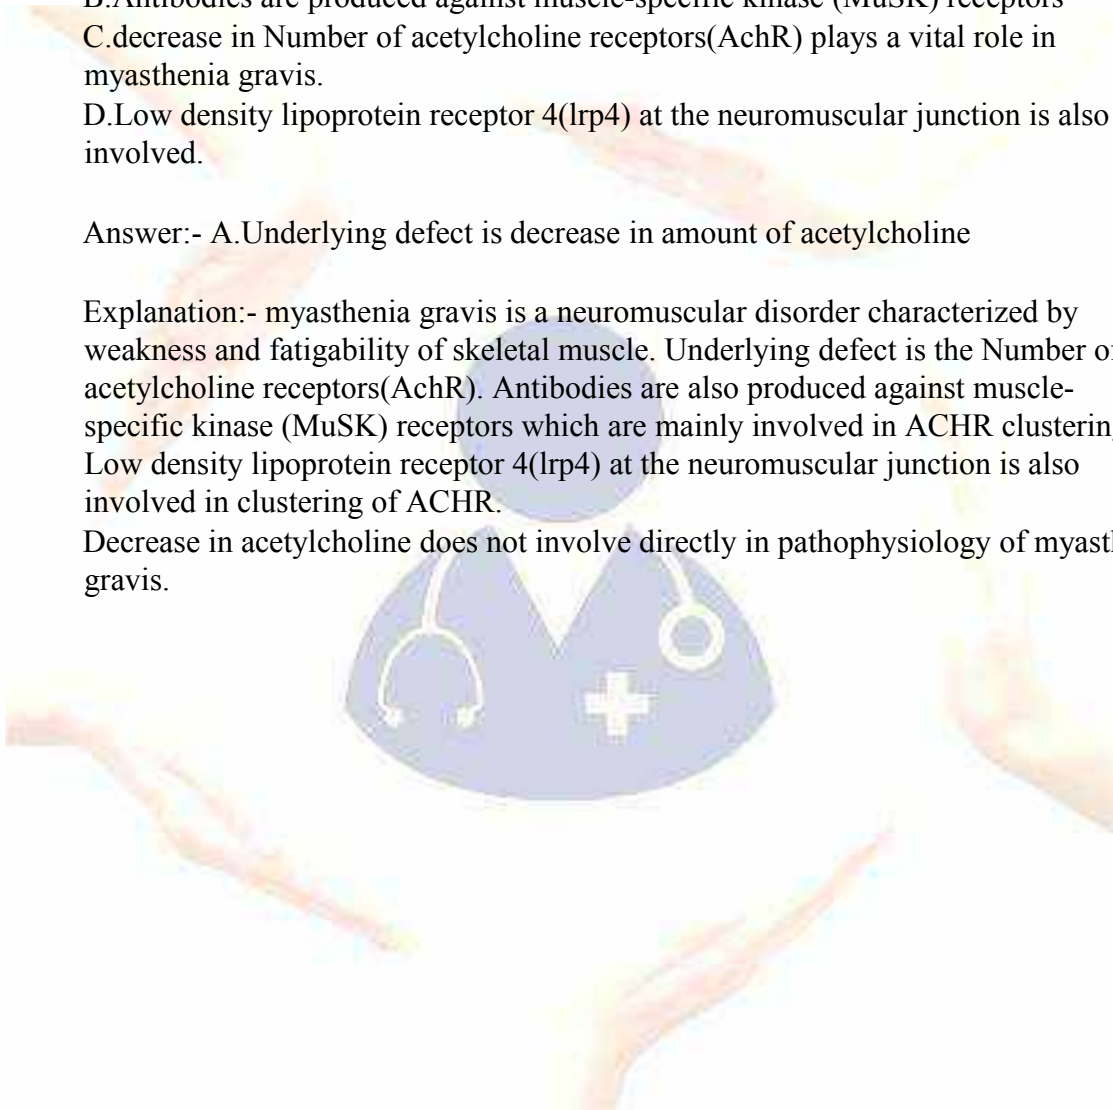 B.Antibodies are produced against muscle-specific kinase (MuSK) receptors
C.decrease in Number of acetylcholine receptors(AchR) plays a vital role in
myasthenia gravis.
D.Low density lipoprotein receptor 4(lrp4) at the neuromuscular junction is also
involved.
Answer:- A.Underlying defect is decrease in amount of acetylcholine
Explanation:- myasthenia gravis is a neuromuscular disorder characterized by
weakness and fatigability of skeletal muscle. Underlying defect is the Number of
acetylcholine receptors(AchR). Antibodies are also produced against muscle-
specific kinase (MuSK) receptors which are mainly involved in ACHR clustering
Low density lipoprotein receptor 4(lrp4) at the neuromuscular junction is also
involved in clustering of ACHR.
Decrease in acetylcholine does not involve directly in pathophysiology of
gravis.